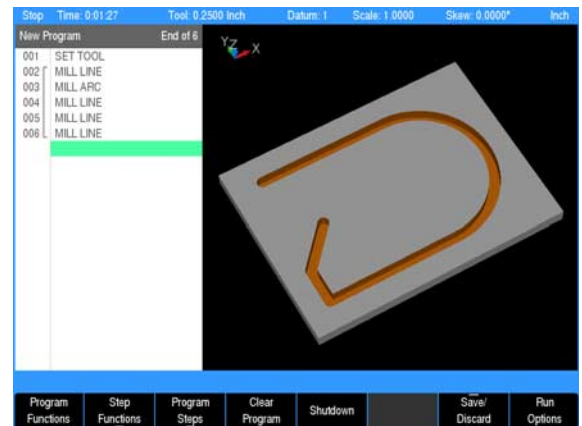 Stop Time: 0:01:27 Tool: 0.2500 Inch Datum: 1 Scale: 1.0000 Skew: 0.0000° Inch
New Program End of 6
001 SET TOOL
002 MILL LINE
003 MILL ARC
004 MILL LINE
005 MILL LINE
006 MILL LINE
Y Z X
Program Functions
Step Functions
Program Steps
Clear Program
Shutdown
Save/ Discard
Run Options